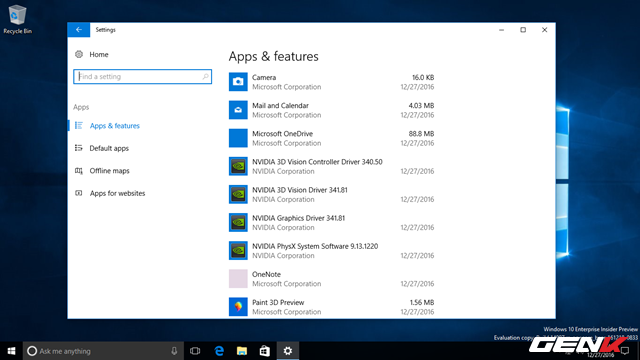 Recycle Bin
Settings
Home
Find a setting
Apps
Apps & features
Default apps
Offline maps
Apps for websites
Apps & features
Camera 16.0 KB
Microsoft Corporation 12/27/2016
Mail and Calendar 4.03 MB
Microsoft Corporation 12/27/2016
Microsoft OneDrive 88.8 MB
Microsoft Corporation 12/27/2016
NVIDIA 3D Vision Controller Driver 340.50
NVIDIA Corporation 12/27/2016
NVIDIA 3D Vision Driver 341.81
NVIDIA Corporation 12/27/2016
NVIDIA Graphics Driver 341.81
NVIDIA Corporation 12/27/2016
NVIDIA PhysX System Software 9.13.1220
NVIDIA Corporation 12/27/2016
OneNote
Microsoft Corporation 12/27/2016
Paint 3D Preview 1.56 MB
Microsoft Corporation 12/27/2016
Windows 10 Enterprise Insider Preview
Evaluation copy.
GENK
Ask me anything
12/27/2016